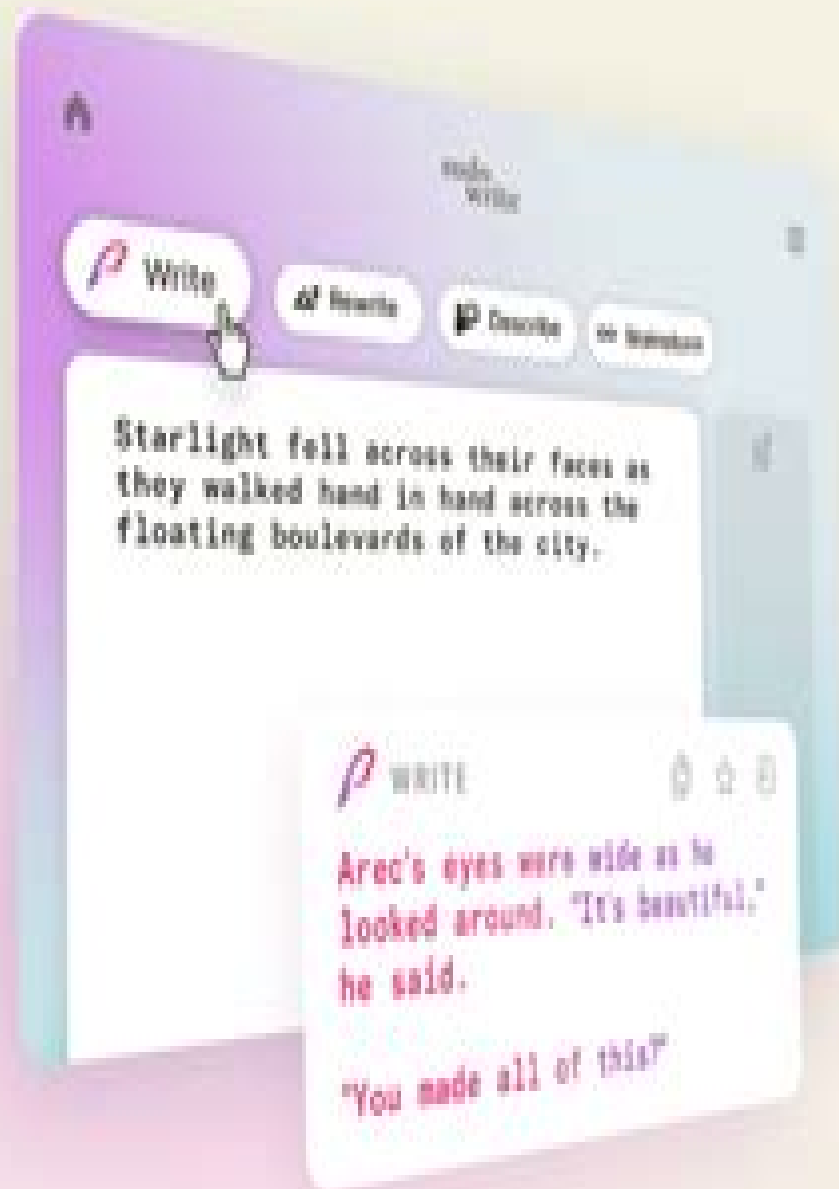 write
Write
Rewrite
Describe
Brainstorm
Starlight fell across their faces as
they walked hand in hand across the
floating boulevards of the city.
WRITE
Arec's eyes were wide as he
looked around. "It's beautiful,"
he said.
"You made all of this?"